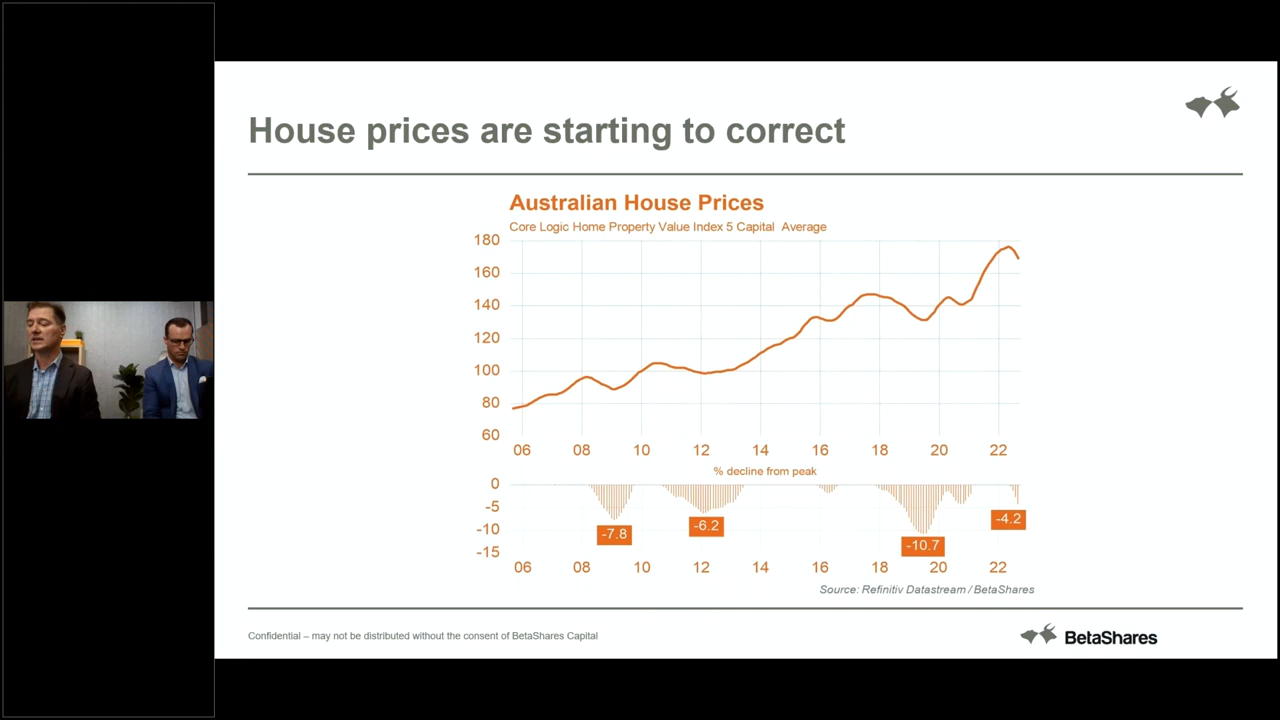 House prices are starting to correct
Australian House Prices
Core Logic Home Property Value Index 5 Capital Average
180
160
140
120
100
80
60
06 08 10 12 14 16 18 20 22
% decline from peak
0
-5
-10
-15
-7.8
-6.2
-10.7
-4.2
06 08 10 12 14 16 18 20 22
Source: Refinitiv Datastream / BetaShares
Confidential – may not be distributed without the consent of BetaShares Capital
BetaShares